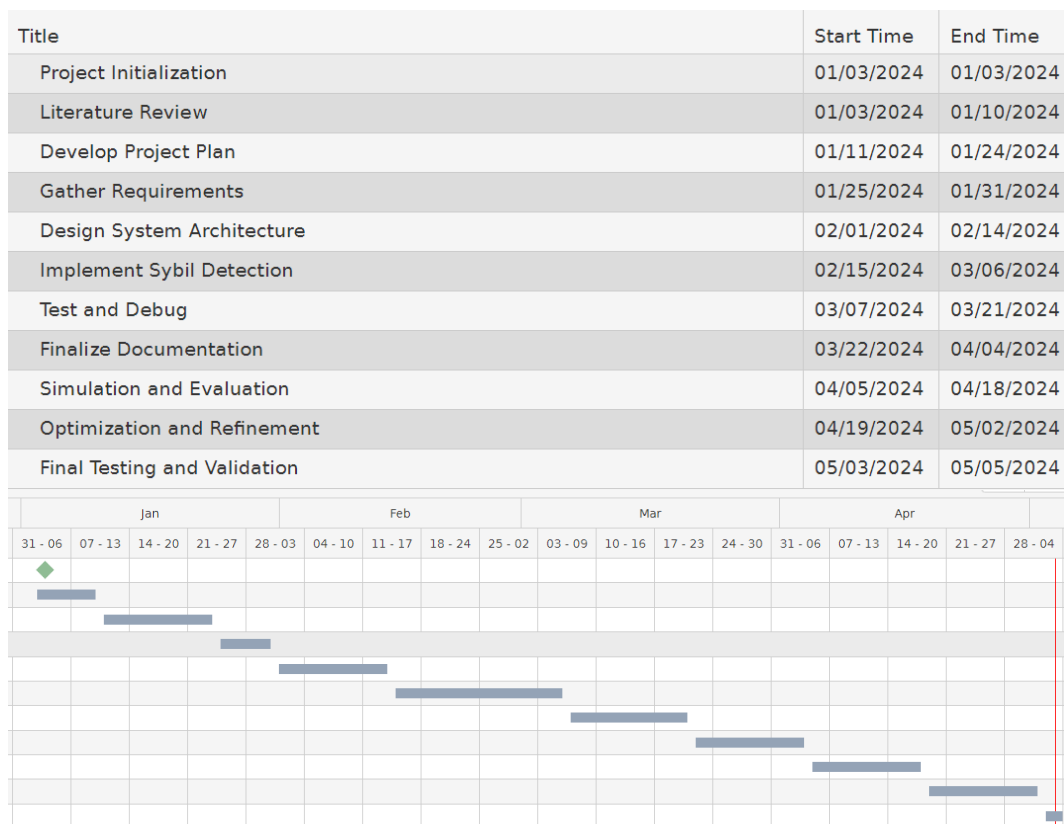 Title Start Time End Time
Project Initialization 01/03/2024 01/03/2024
Literature Review 01/03/2024 01/10/2024
Develop Project Plan 01/11/2024 01/24/2024
Gather Requirements 01/25/2024 01/31/2024
Design System Architecture 02/01/2024 02/14/2024
Implement Sybil Detection 02/15/2024 03/06/2024
Test and Debug 03/07/2024 03/21/2024
Finalize Documentation 03/22/2024 04/04/2024
Simulation and Evaluation 04/05/2024 04/18/2024
Optimization and Refinement 04/19/2024 05/02/2024
Final Testing and Validation 05/03/2024 05/05/2024
Jan Feb Mar Apr
31 - 06 07 - 13 14 - 20 21 - 27 28 - 03 04 - 10 11 - 17 18 - 24 25 - 02 03 - 09 10 - 16 17 - 23 24 - 30 31 - 06 07 - 13 14 - 20 21 - 27 28 - 04